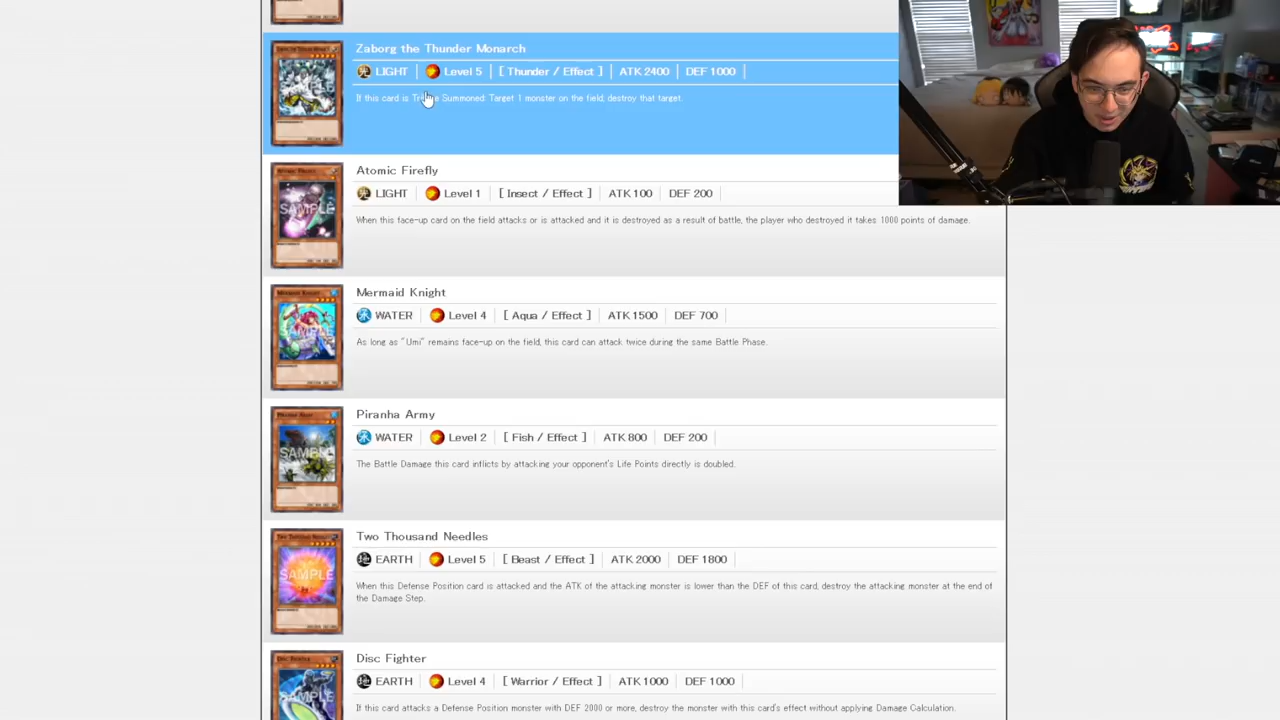 Zaborg the Thunder Monarch
LIGHT Level 5 [ Thunder / Effect ] ATK 2400 DEF 1000
If this card is Summoned: Target 1 monster on the field; destroy that target.
SAMPLE
Atomic Firefly
LIGHT Level 1 [ Insect / Effect ] ATK 100 DEF 200
When this face-up card on the field attacks or is attacked and it is destroyed as a result of battle, the player who destroyed it takes 1000 points of damage.
SAMPLE
Mermaid Knight
WATER Level 4 [ Aqua / Effect ] ATK 1500 DEF 700
As long as "Umi" remains face-up on the field, this card can attack twice during the same Battle Phase.
SAMPLE
Piranha Army
WATER Level 2 [ Fish / Effect ] ATK 800 DEF 200
The Battle Damage this card inflicts by attacking your opponent's Life Points directly is doubled.
SAMPLE
Two Thousand Needles
EARTH Level 5 [ Beast / Effect ] ATK 2000 DEF 1800
When this Defense Position card is attacked and the ATK of the attacking monster is lower than the DEF of this card, destroy the attacking monster at the end
of the Damage Step.
SAMPLE
Disc Fighter
EARTH Level 4 [ Warrior / Effect ] ATK 1000 DEF 1000
If this card attacks a Defense Position monster with DEF 2000 or more, destroy the monster with this card's effect without applying Damage Calculation.
SAMPLE